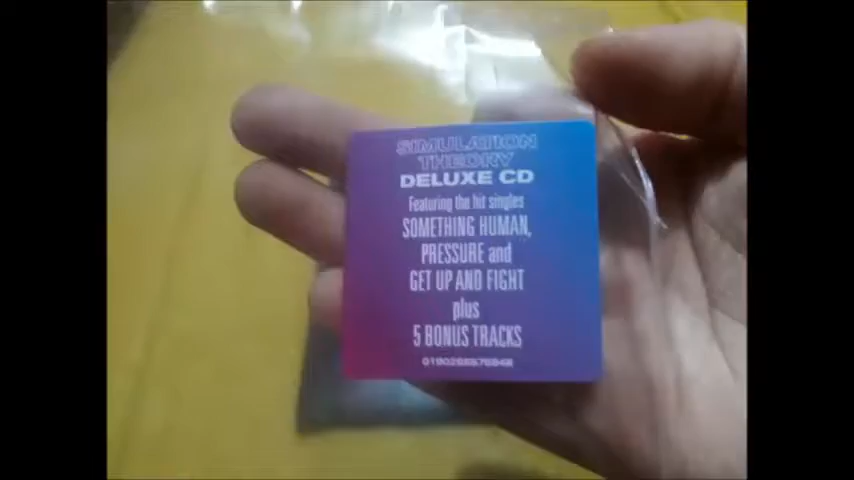 SIMULATION
THEORY
DELUXE CD
Featuring the hit singles
SOMETHING HUMAN,
PRESSURE and
GET UP AND FIGHT
plus
5 BONUS TRACKS